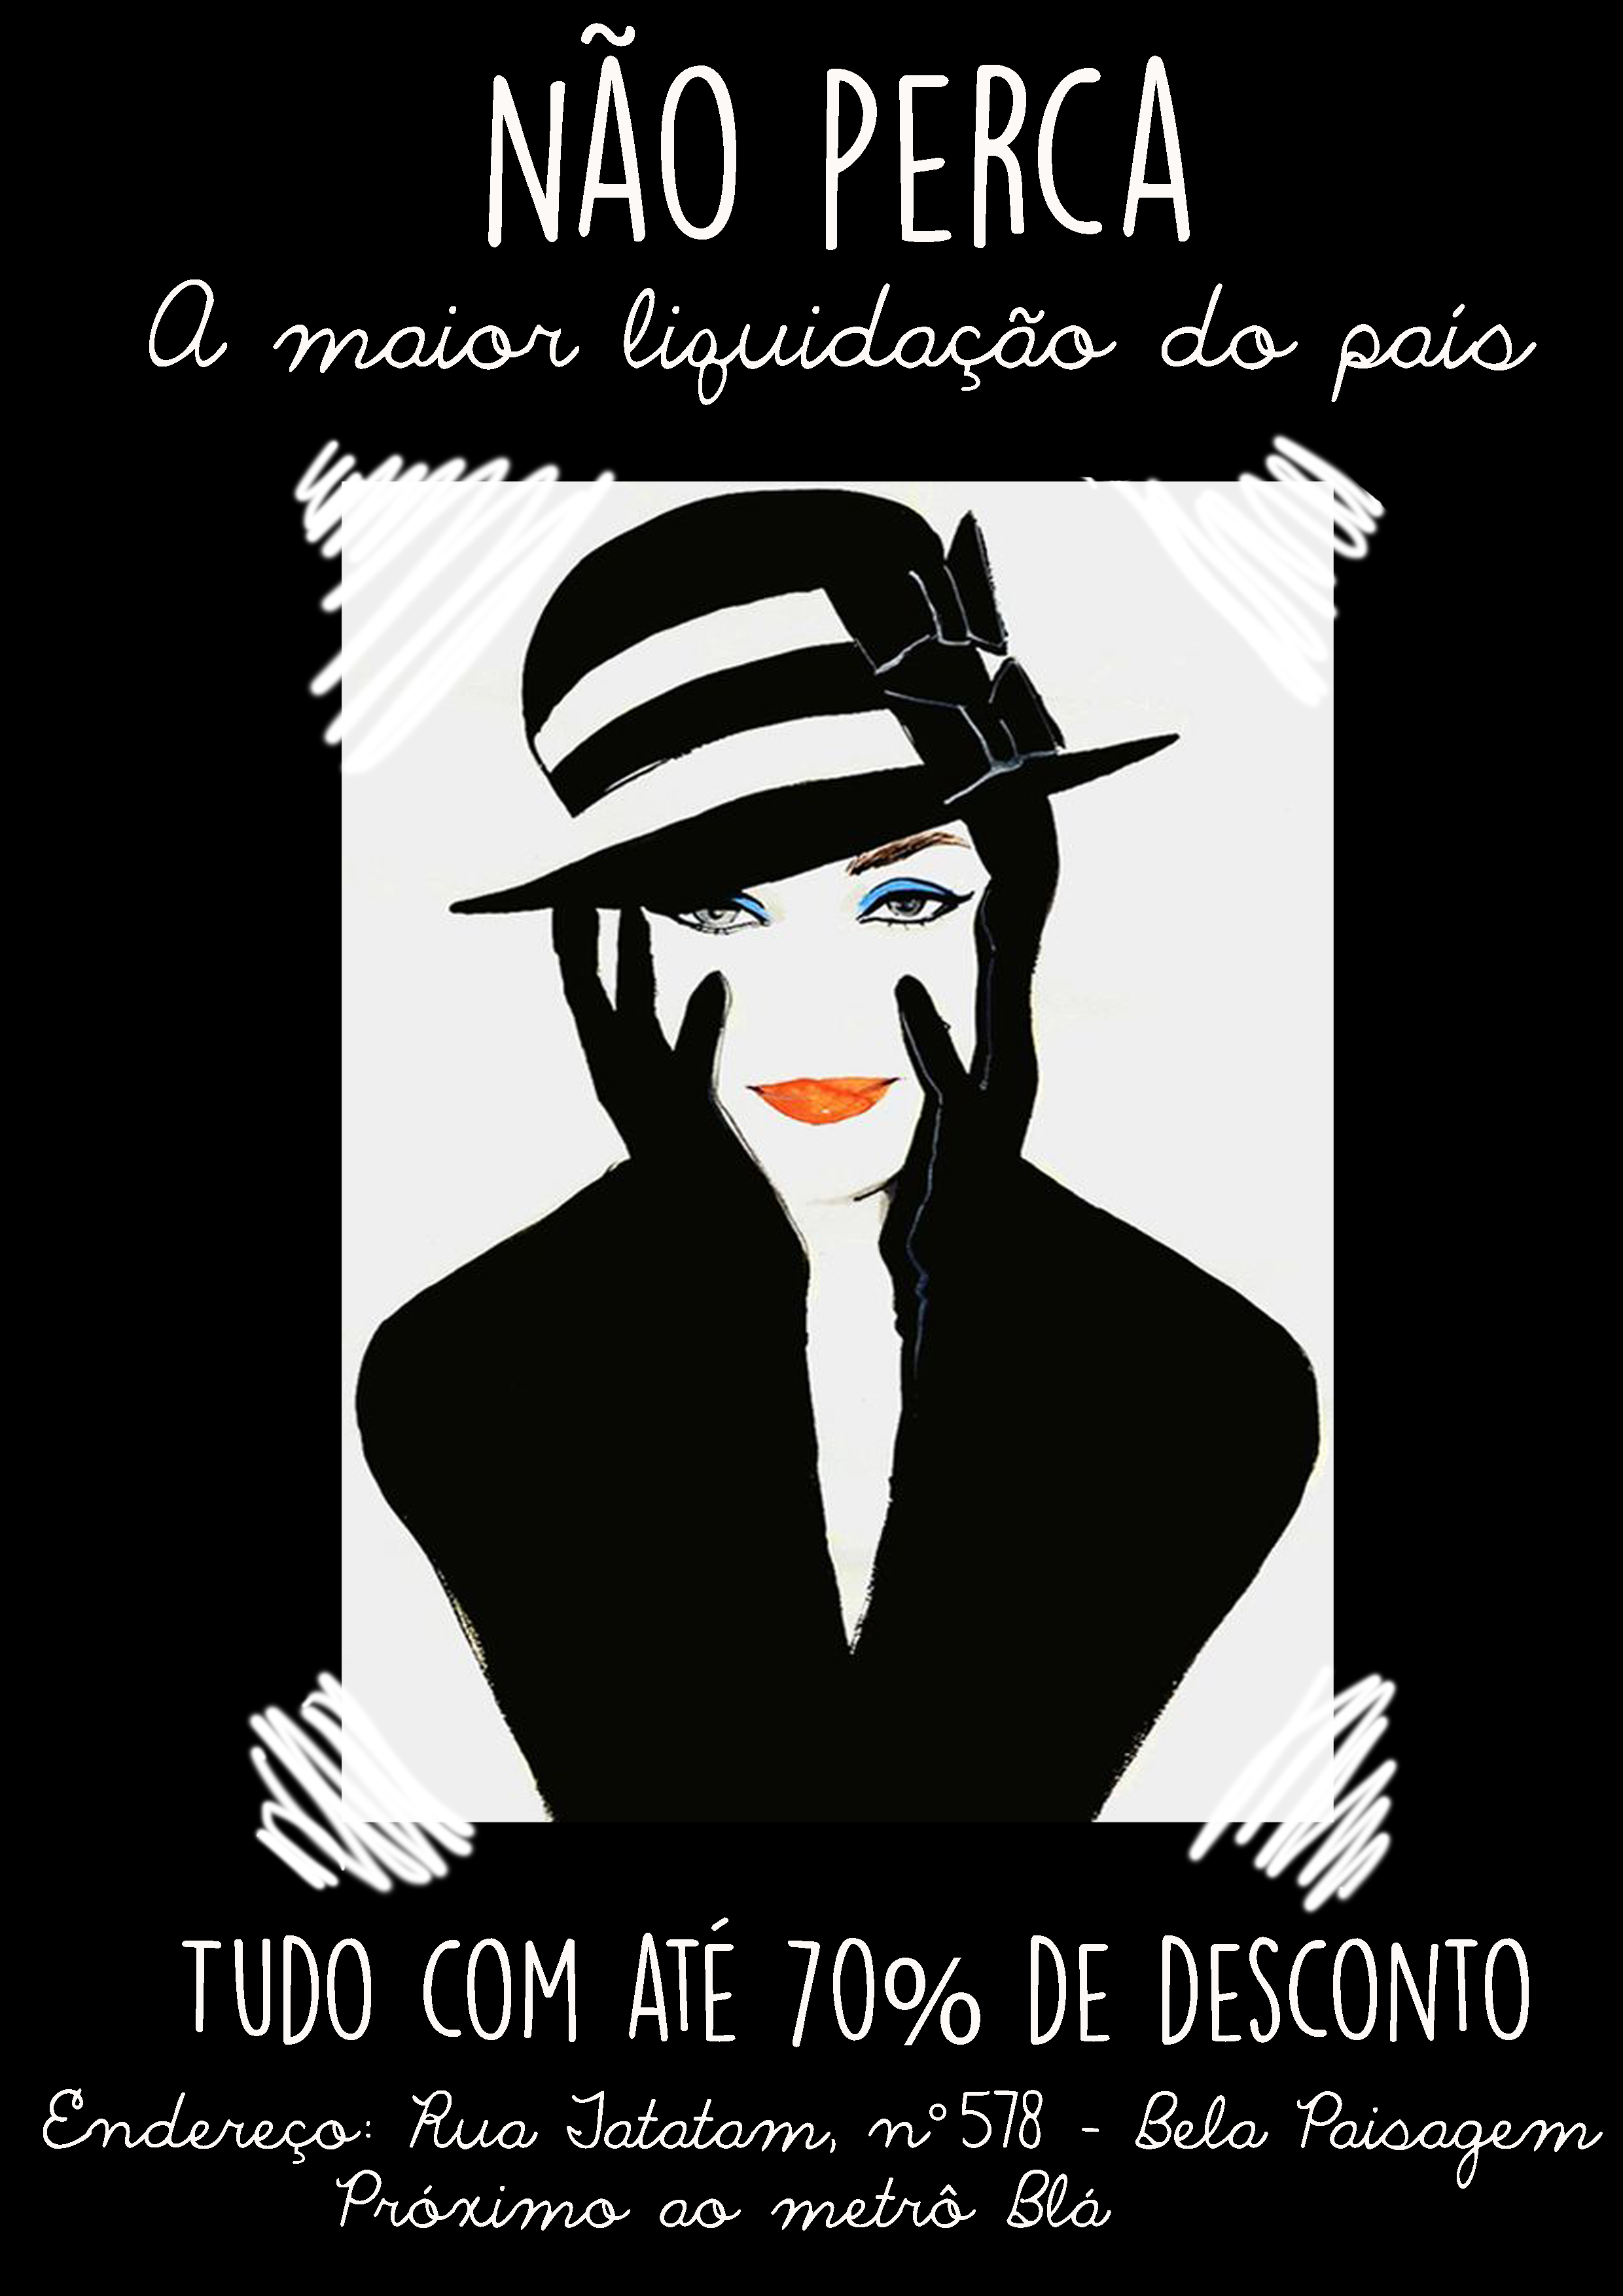 NÃO PERCA
A maior liquidação do país
TUDO COM ATÉ 70% DE DESCONTO
Endereço: Rua Tatatam, nº578 - Bela Paisagem
Próximo ao metrô Blá